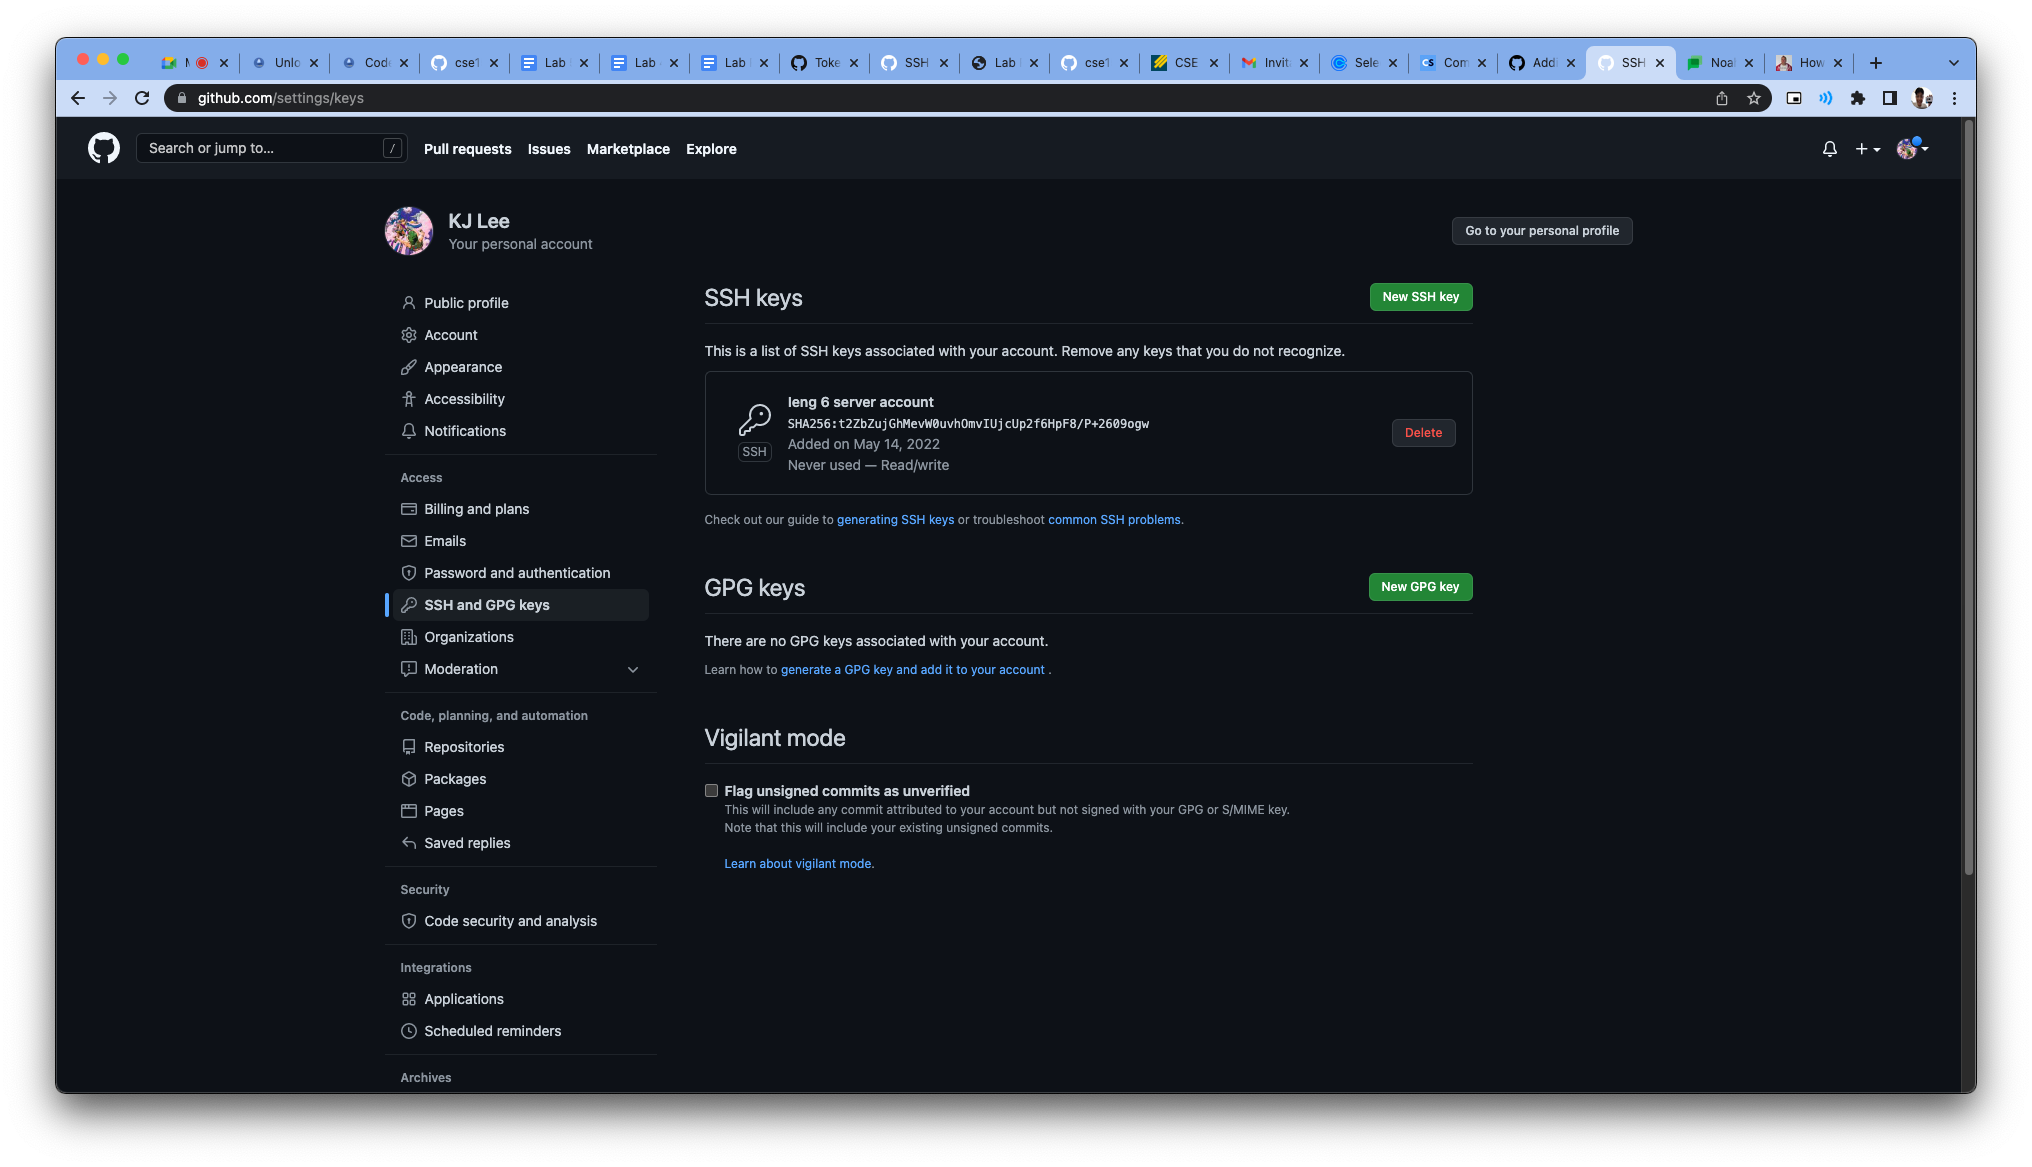 Unlo
Code
cse1
Lab
Lab
Lab
Toke
SSH
Lab
cse1
CSE
Invit
Sele
Com
Addi
SSH
Noal
How
github.com/settings/keys
Search or jump to...
/
Pull requests
Issues
Marketplace
Explore
KJ Lee
Your personal account
Go to your personal profile
Public profile
Account
Appearance
Accessibility
Notifications
Access
Billing and plans
Emails
Password and authentication
SSH and GPG keys
Organizations
Moderation
Code, planning, and automation
Repositories
Packages
Pages
Saved replies
Security
Code security and analysis
Integrations
Applications
Scheduled reminders
Archives
SSH keys
New SSH key
This is a list of SSH keys associated with your account. Remove any keys that you do not recognize.
ieng 6 server account
SHA256:t2ZbZujGhMevW0uvhOmvIUjcUp2f6HpF8/P+2609ogw
Added on May 14, 2022
Never used — Read/write
SSH
Delete
Check out our guide to generating SSH keys or troubleshoot common SSH problems.
GPG keys
New GPG key
There are no GPG keys associated with your account.
Learn how to generate a GPG key and add it to your account .
Vigilant mode
Flag unsigned commits as unverified
This will include any commit attributed to your account but not signed with your GPG or S/MIME key.
Note that this will include your existing unsigned commits.
Learn about vigilant mode.